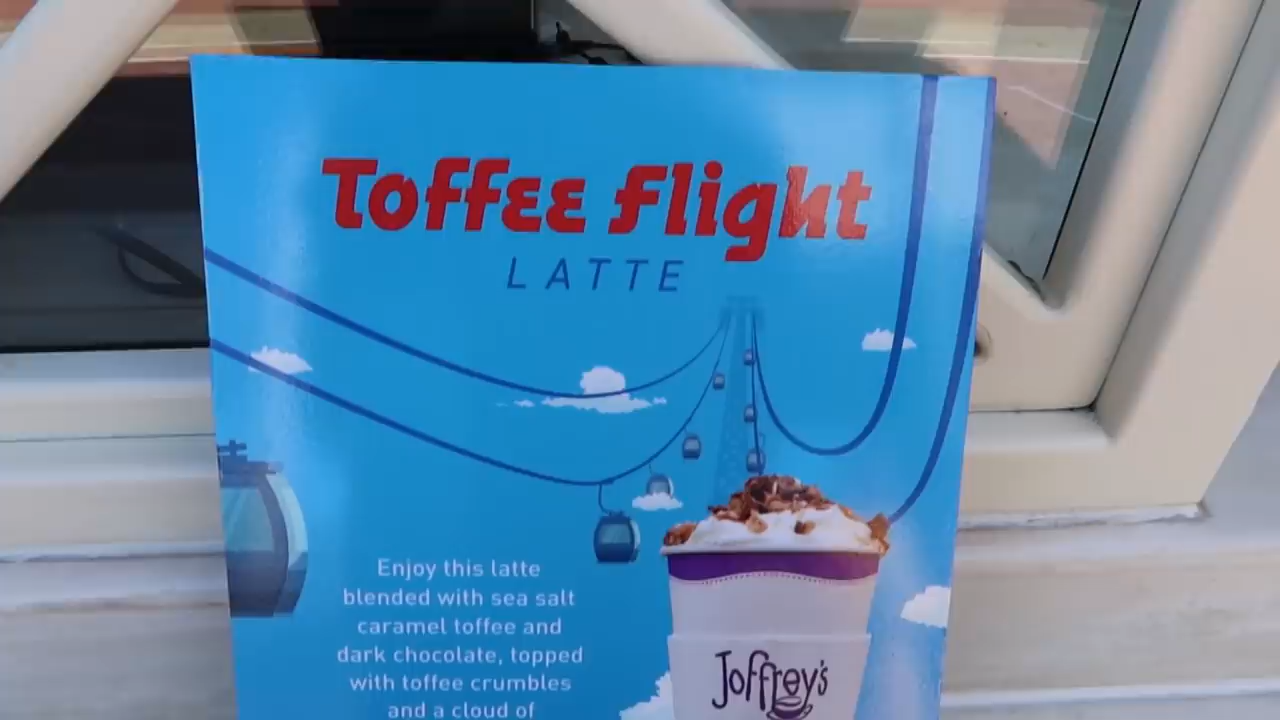 Toffee Flight
LATTE
Enjoy this latte
blended with sea salt
caramel toffee and
dark chocolate, topped
with toffee crumbles
and a cloud of
Joffrey's